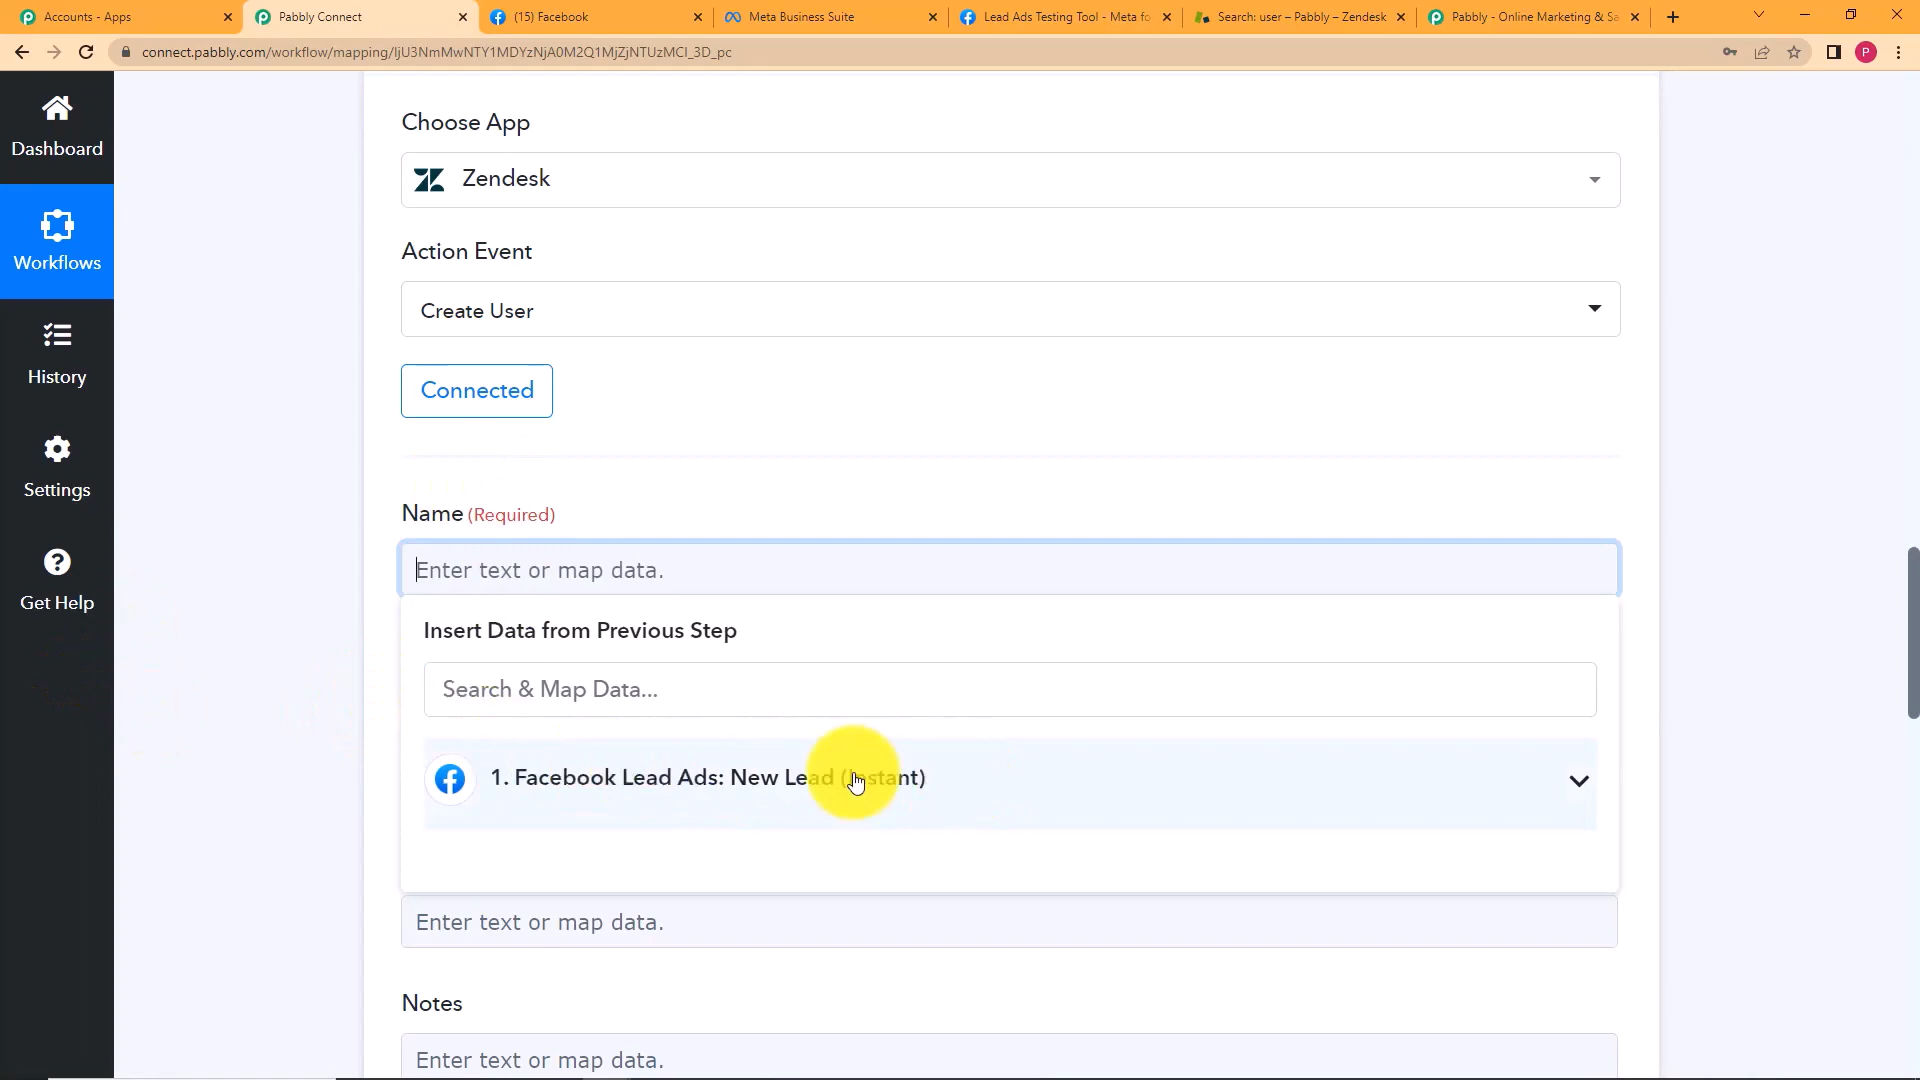 Accounts - Apps
Pabbly Connect
(15) Facebook
Meta Business Suite
Lead Ads Testing Tool - Meta fo
Search: user – Pabbly – Zendesk
Pabbly - Online Marketing & Sa
connect.pabbly.com/workflow/mapping/IjU3NmMwNTY1MDYzNjA0M2Q1MjZjNTUzMCI_3D_pc
P
Dashboard
Workflows
History
Settings
Get Help
Choose App
Zendesk
Action Event
Create User
Connected
Name (Required)
Enter text or map data.
Insert Data from Previous Step
Search & Map Data...
1. Facebook Lead Ads: New Lead (Instant)
Enter text or map data.
Notes
Enter text or map data.